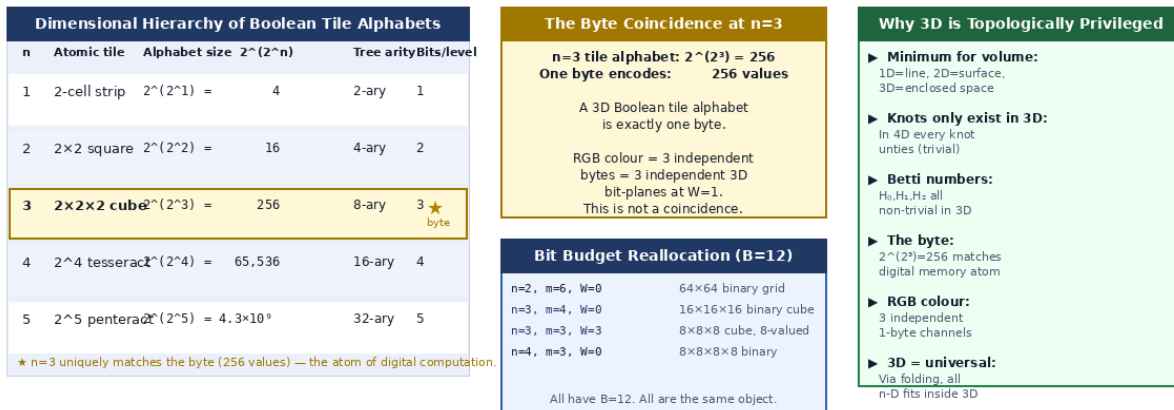 Dimensional Hierarchy of Boolean Tile Alphabets
n Atomic tile Alphabet size 2^(2^n) Tree arity Bits/level
1 2-cell strip 2^(2^1) = 4 2-ary 1
2 2×2 square 2^(2^2) = 16 4-ary 2
3 2×2×2 cube 2^(2^3) = 256 8-ary 3 ★
byte
4 2^4 tesseract 2^(2^4) = 65,536 16-ary 4
5 2^5 penteract 2^(2^5) = 4.3×10⁹ 32-ary 5
★ n=3 uniquely matches the byte (256 values) — the atom of digital computation.
The Byte Coincidence at n=3
n=3 tile alphabet: 2^(2³) = 256
One byte encodes: 256 values
A 3D Boolean tile alphabet
is exactly one byte.
RGB colour = 3 independent
bytes = 3 independent 3D
bit-planes at W=1.
This is not a coincidence.
Bit Budget Reallocation (B=12)
n=2, m=6, W=0 64×64 binary grid
n=3, m=4, W=0 16×16×16 binary cube
n=3, m=3, W=3 8×8×8 cube, 8-valued
n=4, m=3, W=0 8×8×8×8 binary
All have B=12. All are the same object.
Why 3D is Topologically Privileged
▶ Minimum for volume:
1D=line, 2D=surface,
3D=enclosed space
▶ Knots only exist in 3D:
In 4D every knot
unties (trivial)
▶ Betti numbers:
H₀,H₁,H₂ all
non-trivial in 3D
▶ The byte:
2^(2³)=256 matches
digital memory atom
▶ RGB colour:
3 independent
1-byte channels
▶ 3D = universal:
Via folding, all
n-D fits inside 3D